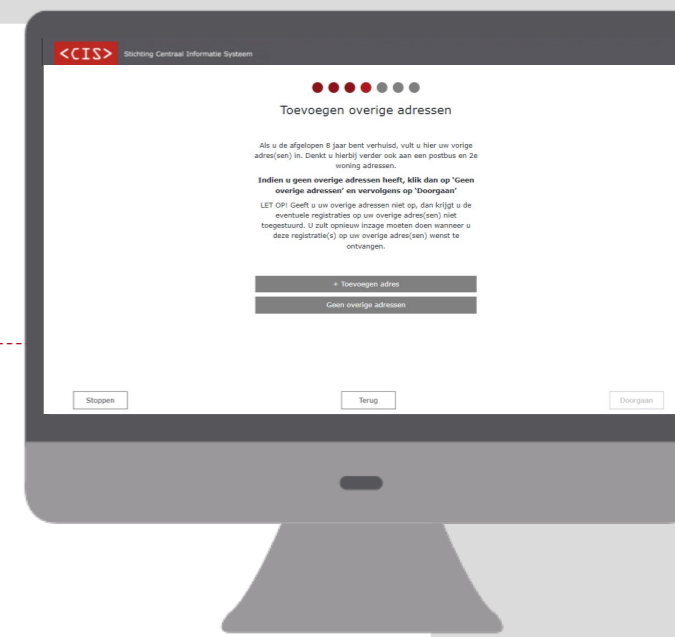 <CIS> Stichting Centraal Informatie Systeem
Toevoegen overige adressen
Als u de afgelopen 8 jaar bent verhuisd, vult u hier uw vorige
adres(sen) in. Denkt u hierbij verder ook aan een postbus en 2e
woning adressen.
Indien u geen overige adressen heeft, klik dan op 'Geen
overige adressen' en vervolgens op 'Doorgaan'
LET OP! Geeft u uw overige adressen niet op, dan krijgt u de
eventuele registraties op uw overige adres(sen) niet
toegestuurd. U zult opnieuw inzage moeten doen wanneer u
deze registratie(s) op uw overige adres(sen) wenst te
ontvangen.
+ Toevoegen adres
Geen overige adressen
Stoppen Terug Doorgaan